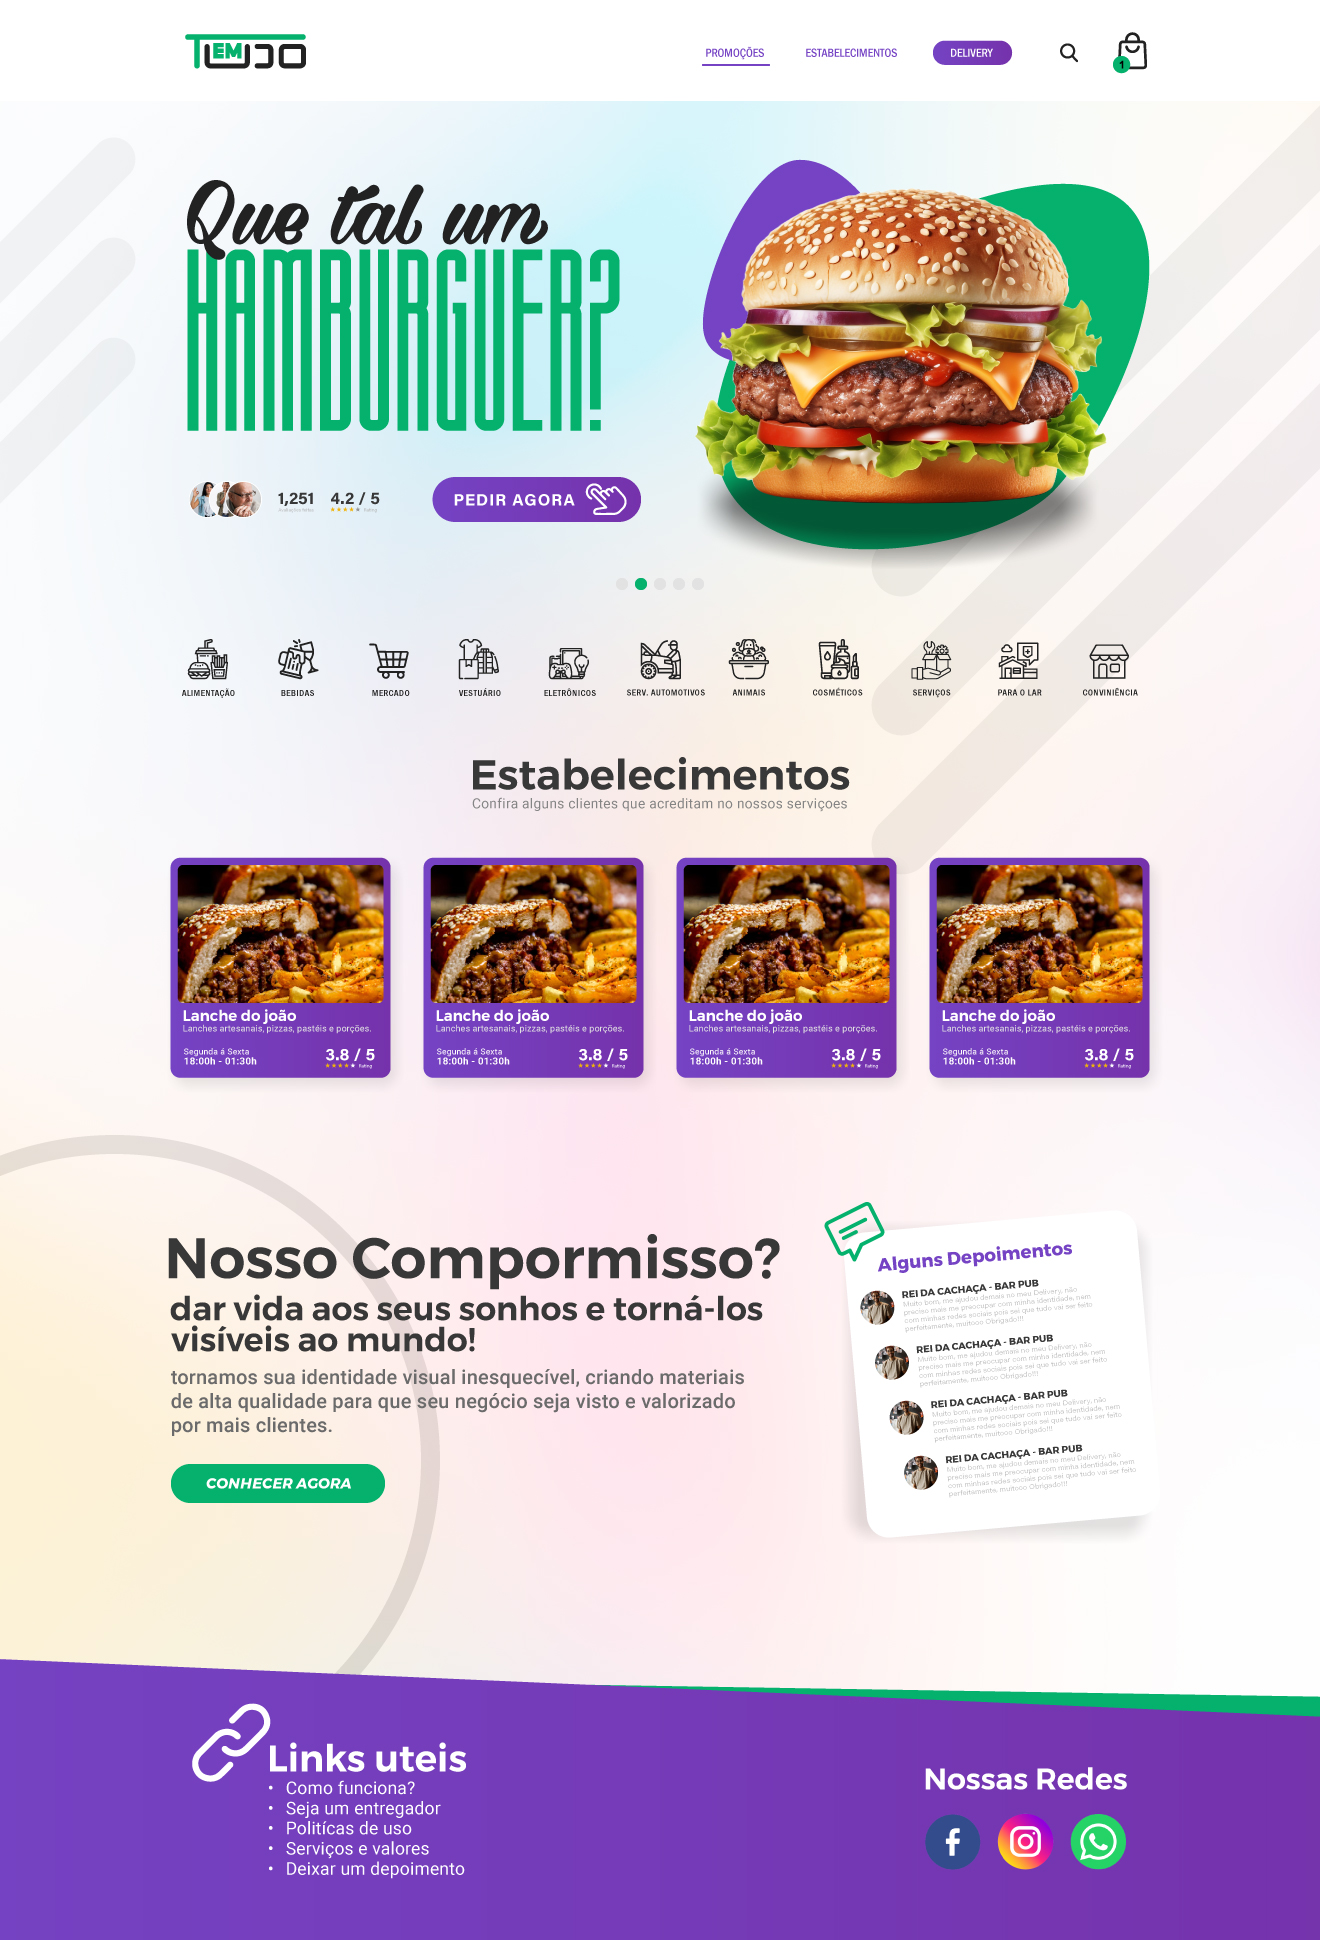 TEM
TUDO
PROMOÇÕES
ESTABELECIMENTOS
DELIVERY
1
Que tal um
HAMBURGUER?
1,251
4.2 / 5
Rating
PEDIR AGORA
ALIMENTAÇÃO
BEBIDAS
MERCADO
VESTUÁRIO
ELETRÔNICOS
SERV. AUTOMOTIVOS
ANIMAIS
COSMÉTICOS
SERVIÇOS
PARA O LAR
CONVINIÊNCIA
Estabelecimentos
Confira alguns clientes que acreditam no nossos serviçoes
Lanche do joão
Lanches artesanais, pizzas, pastéis e porções.
Segunda á Sexta
18:00h - 01:30h
3.8 / 5
Rating
Lanche do joão
Lanches artesanais, pizzas, pastéis e porções.
Segunda á Sexta
18:00h - 01:30h
3.8 / 5
Rating
Lanche do joão
Lanches artesanais, pizzas, pastéis e porções.
Segunda á Sexta
18:00h - 01:30h
3.8 / 5
Rating
Lanche do joão
Lanches artesanais, pizzas, pastéis e porções.
Segunda á Sexta
18:00h - 01:30h
3.8 / 5
Rating
Nosso Compormisso?
dar vida aos seus sonhos e torná-los
visíveis ao mundo!
tornamos sua identidade visual inesquecível, criando materiais
de alta qualidade para que seu negócio seja visto e valorizado
por mais clientes.
CONHECER AGORA
Alguns Depoimentos
REI DA CACHAÇA - BAR PUB
Muito bom, me ajudou demais no meu Delivery, não
preciso mais me preocupar com minha identidade, nem
com minhas redes sociais pois sei que tudo vai ser feito
perfeitamente, muitooo Obrigado!!!
REI DA CACHAÇA - BAR PUB
Muito bom, me ajudou demais no meu Delivery, não
preciso mais me preocupar com minha identidade, nem
com minhas redes sociais pois sei que tudo vai ser feito
perfeitamente, muitooo Obrigado!!!
REI DA CACHAÇA - BAR PUB
Muito bom, me ajudou demais no meu Delivery, não
preciso mais me preocupar com minha identidade, nem
com minhas redes sociais pois sei que tudo vai ser feito
perfeitamente, muitooo Obrigado!!!
REI DA CACHAÇA - BAR PUB
Muito bom, me ajudou demais no meu Delivery, não
preciso mais me preocupar com minha identidade, nem
com minhas redes sociais pois sei que tudo vai ser feito
perfeitamente, muitooo Obrigado!!!
Links uteis
• Como funciona?
• Seja um entregador
• Politícas de uso
• Serviços e valores
• Deixar um depoimento
Nossas Redes